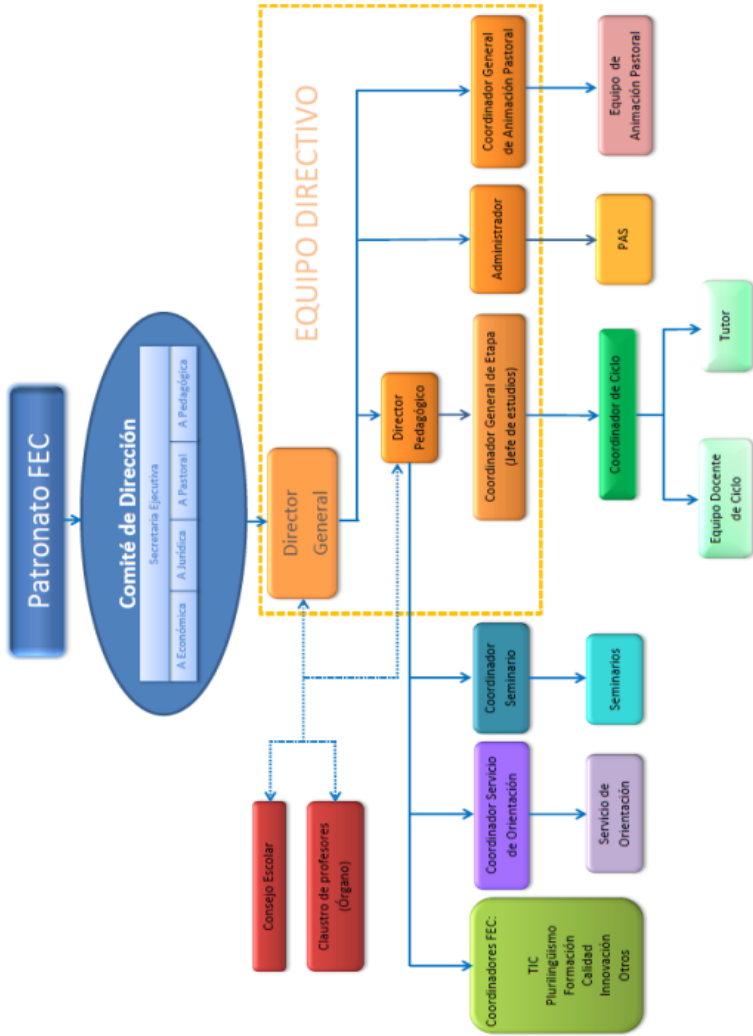 Patronato FEC
Comité de Dirección
Secretaria Ejecutiva
A Económica
A Jurídica
A Pastoral
A Pedagógica
EQUIPO DIRECTIVO
Director
General
Consejo Escolar
Claustro de profesores
(Órgano)
Director
Pedagógico
Coordinadores FEC:
TIC
Plurilingüismo
Formación
Calidad
Innovación
Otros
Coordinador Servicio
de Orientación
Coordinador
Seminario
Coordinador General de Etapa
(Jefe de estudios)
Administrador
Coordinador General
de Animación Pastoral
Servicio de
Orientación
Seminarios
Coordinador de Ciclo
PAS
Equipo de
Animación Pastoral
Equipo Docente
de Ciclo
Tutor